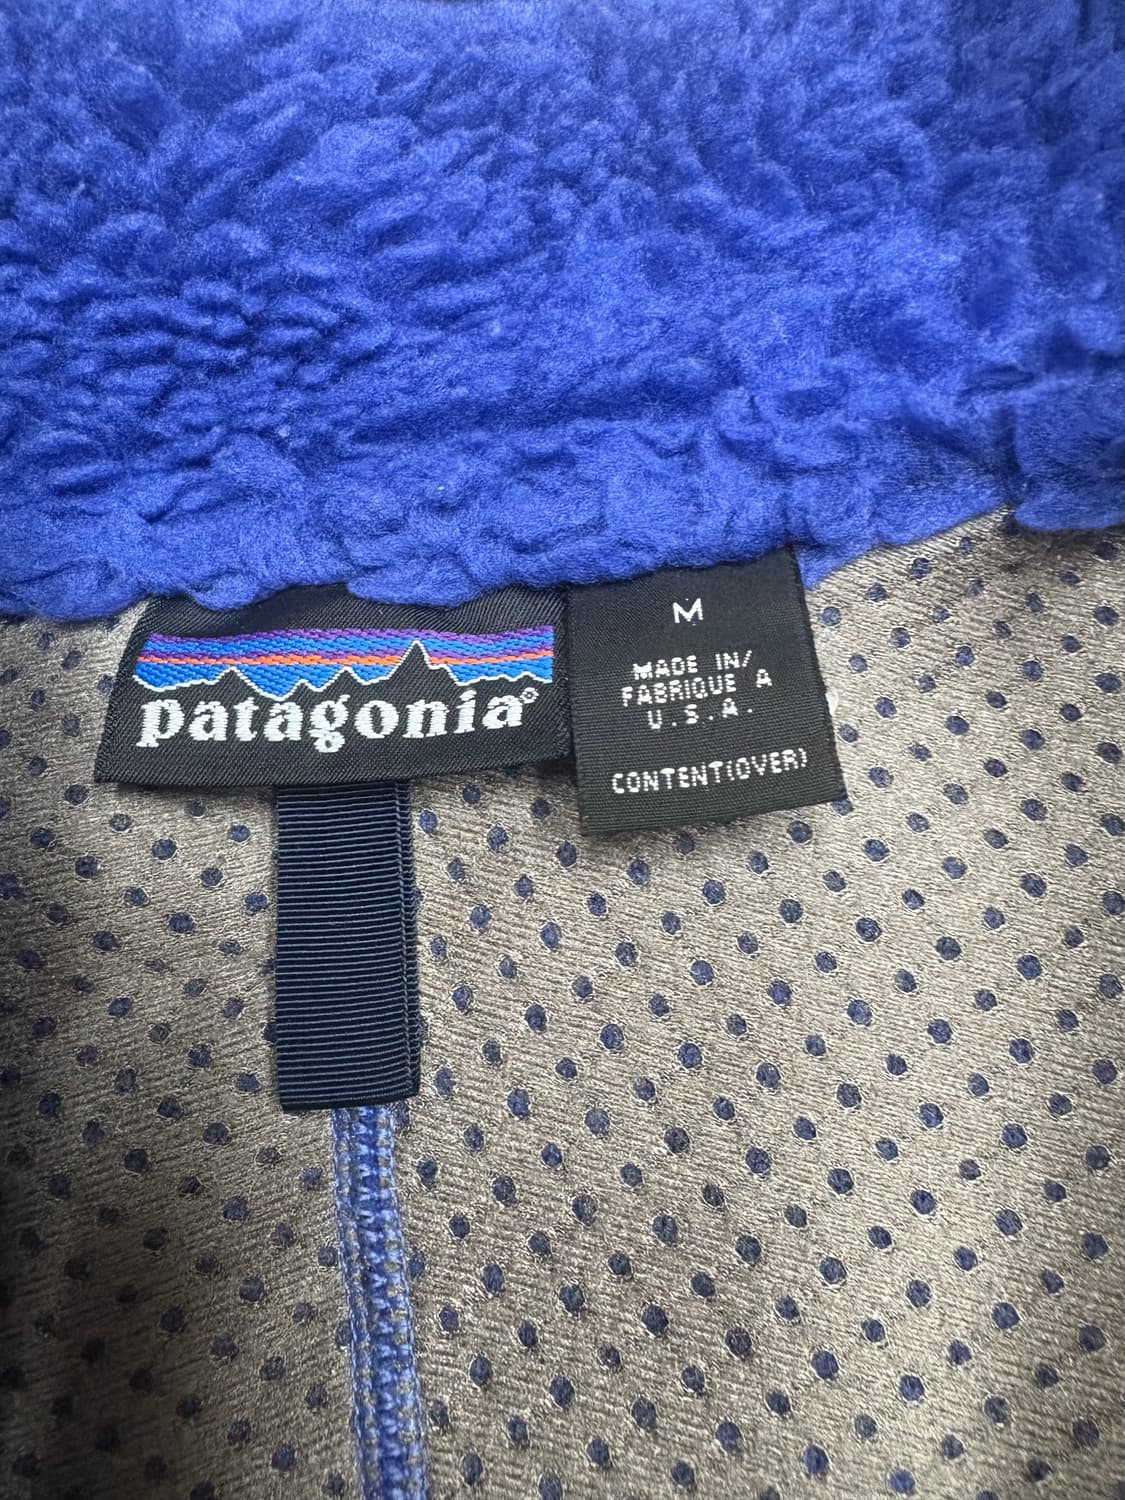 patagonia®
M
MADE IN/
FABRIQUE A
U.S.A.
CONTENT(OVER)